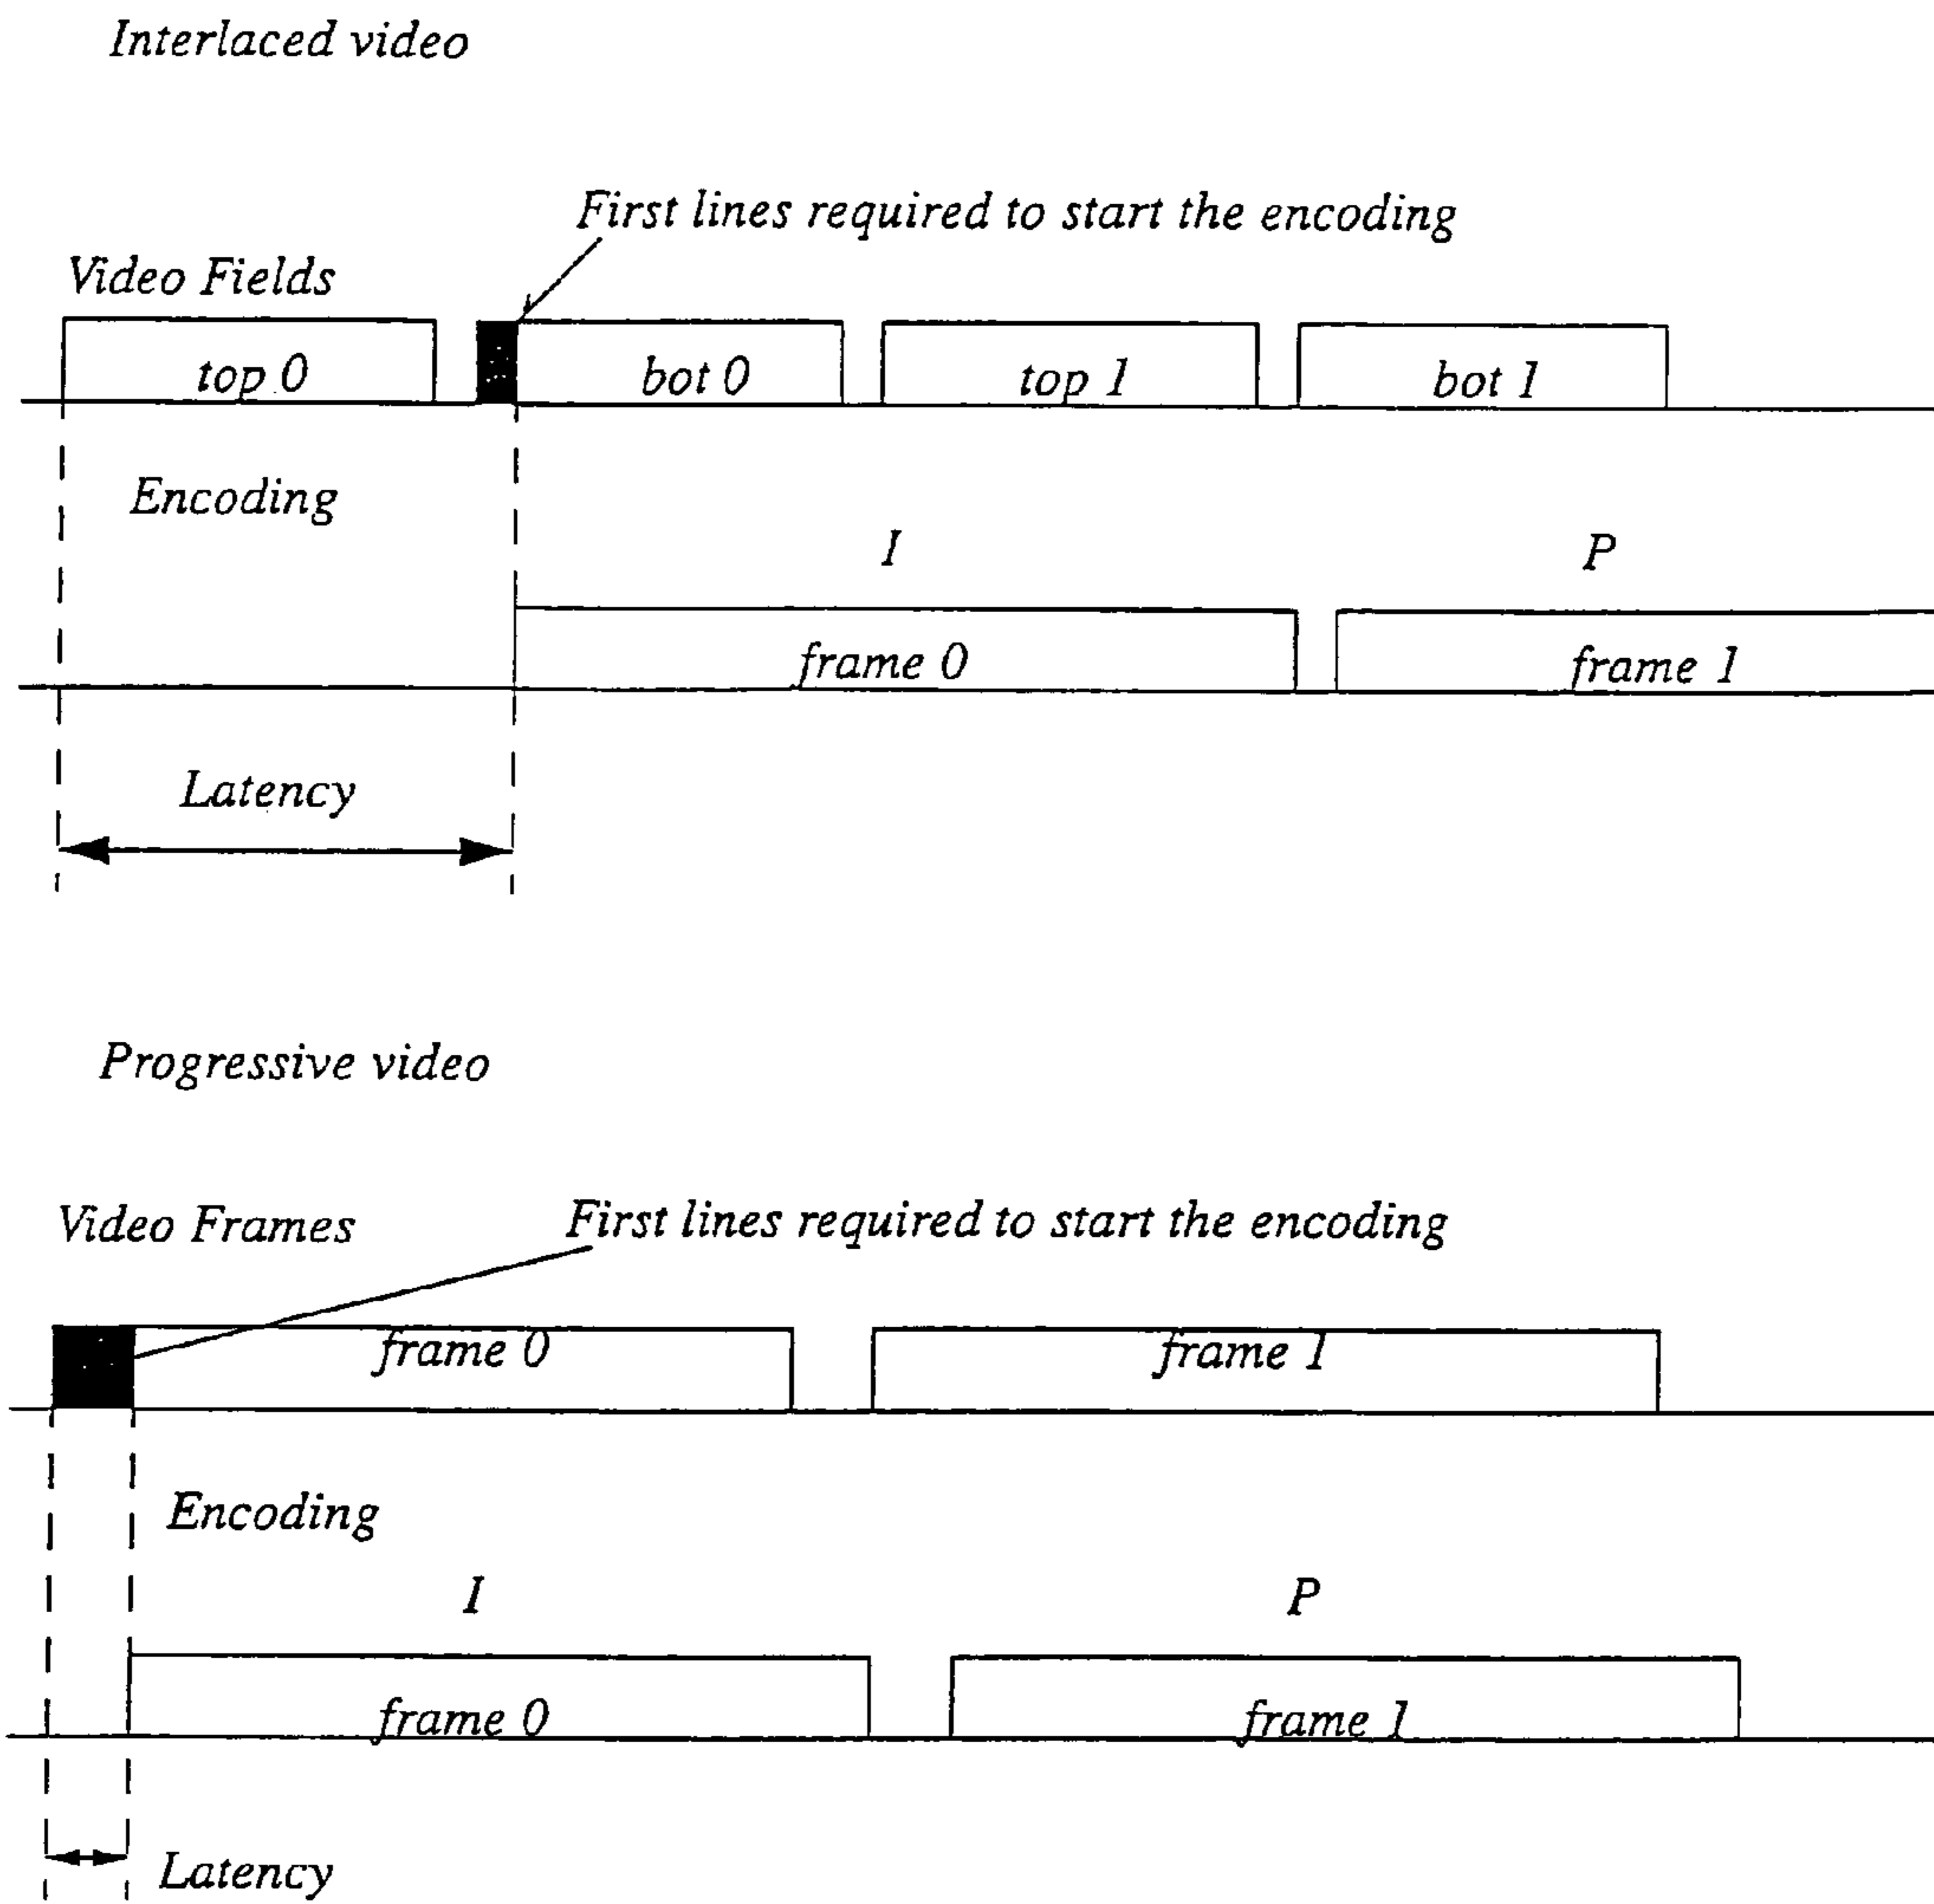 Interlaced video
First lines required to start the encoding
Video Fields
top 0
bot 0
top 1
bot 1
Encoding
I
P
frame 0
frame 1
Latency
Progressive video
Video Frames
First lines required to start the encoding
frame 0
frame 1
Encoding
I
P
frame 0
frame 1
Latency